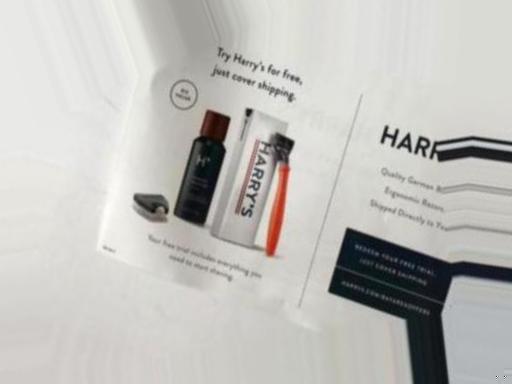 Try Harry's for free,
just cover shipping.
H'
HARRY'S
Your free trial includes everything you
need to start shaving.
HARR
Quality German
Ergonomic Razors.
Shipped Directly to You
REDEEM YOUR FREE TRIAL,
JUST COVER SHIPPING